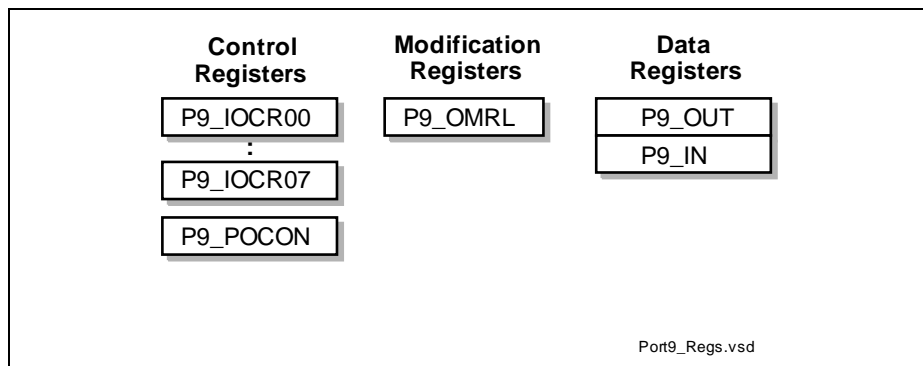 Control
Registers
P9_IOCR00
:
P9_IOCR07
P9_POCON
Modification
Registers
P9_OMRL
Data
Registers
P9_OUT
P9_IN
Port9_Regs.vsd